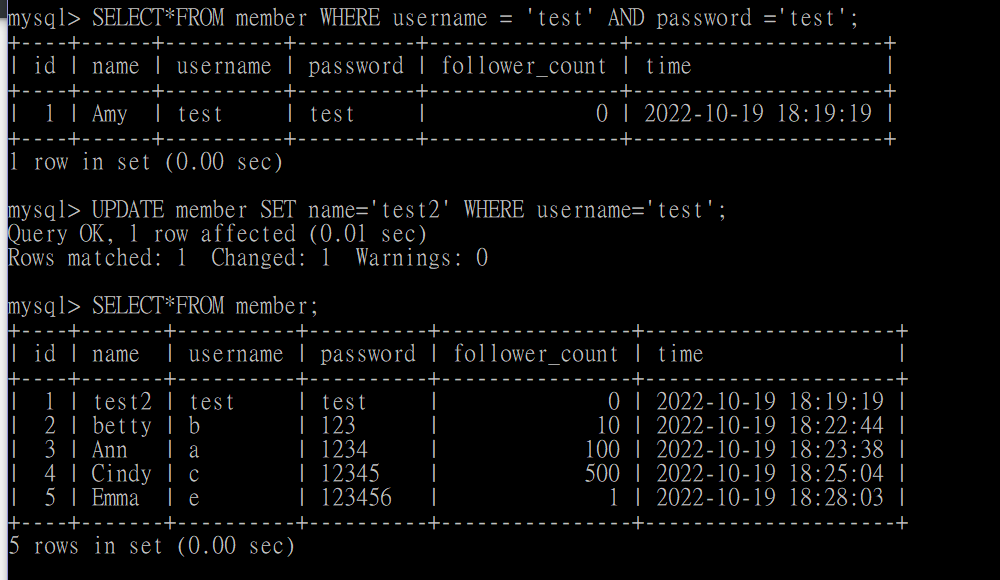 mysql> SELECT*FROM member WHERE username = 'test' AND password ='test';
+----+------+----------+----------+----------------+---------------------+
| id | name | username | password | follower_count | time                |
+----+------+----------+----------+----------------+---------------------+
|  1 | Amy  | test     | test     |              0 | 2022-10-19 18:19:19 |
+----+------+----------+----------+----------------+---------------------+
1 row in set (0.00 sec)
mysql> UPDATE member SET name='test2' WHERE username='test';
Query OK, 1 row affected (0.01 sec)
Rows matched: 1  Changed: 1  Warnings: 0
mysql> SELECT*FROM member;
+----+-------+----------+----------+----------------+---------------------+
| id | name  | username | password | follower_count | time                |
+----+-------+----------+----------+----------------+---------------------+
|  1 | test2 | test     | test     |              0 | 2022-10-19 18:19:19 |
|  2 | betty | b        | 123      |             10 | 2022-10-19 18:22:44 |
|  3 | Ann   | a        | 1234     |            100 | 2022-10-19 18:23:38 |
|  4 | Cindy | c        | 12345    |            500 | 2022-10-19 18:25:04 |
|  5 | Emma  | e        | 123456   |              1 | 2022-10-19 18:28:03 |
+----+-------+----------+----------+----------------+---------------------+
5 rows in set (0.00 sec)